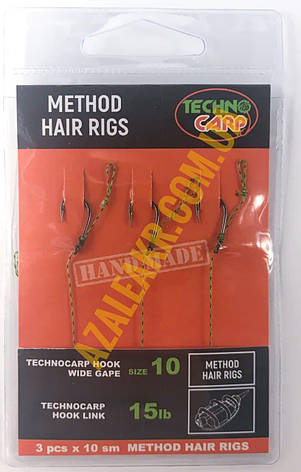 METHOD
HAIR RIGS
TECHNO
CARP
AZALEAKR.COM.UA
HANDMADE
TECHNOCARP HOOK
WIDE GAPE
SIZE 10
METHOD
HAIR RIGS
TECHNOCARP
HOOK LINK
15lb
3 pcs x 10 sm METHOD HAIR RIGS